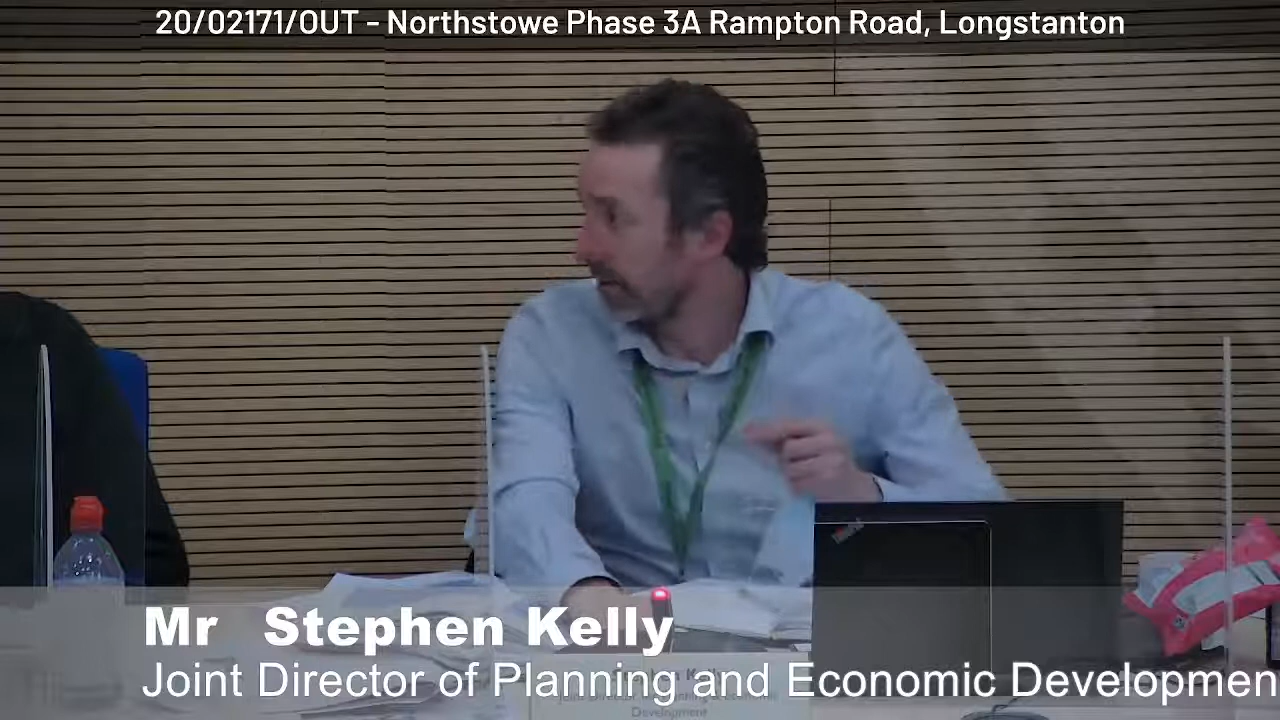 20/02171/OUT – Northstowe Phase 3A Rampton Road, Longstanton
Mr Stephen Kelly
Joint Director of Planning and Economic Developmen
Development